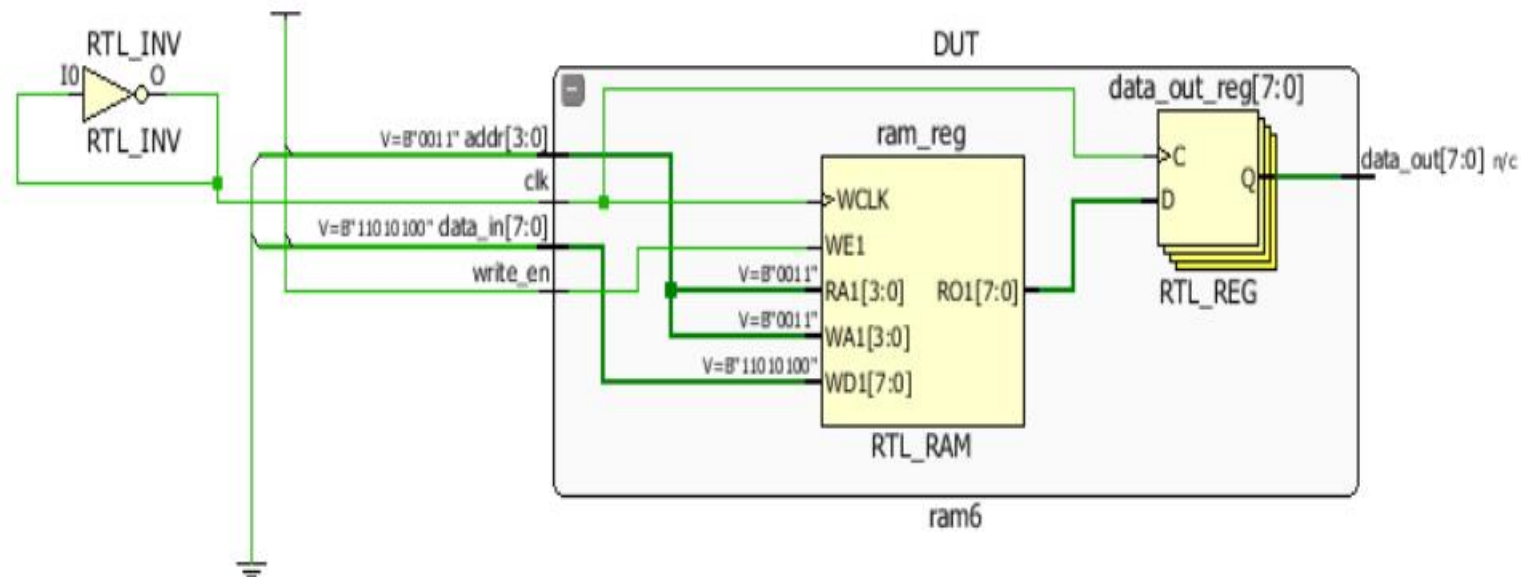 RTL_INV
I0
O
RTL_INV
DUT
V=B"0011" addr[3:0]
clk
V=B"11010100" data_in[7:0]
write_en
ram_reg
WCLK
WE1
V=B"0011"
RA1[3:0]
RO1[7:0]
V=B"0011"
WA1[3:0]
V=B"11010100"
WD1[7:0]
RTL_RAM
data_out_reg[7:0]
C
Q
D
RTL_REG
data_out[7:0] n/c
ram6